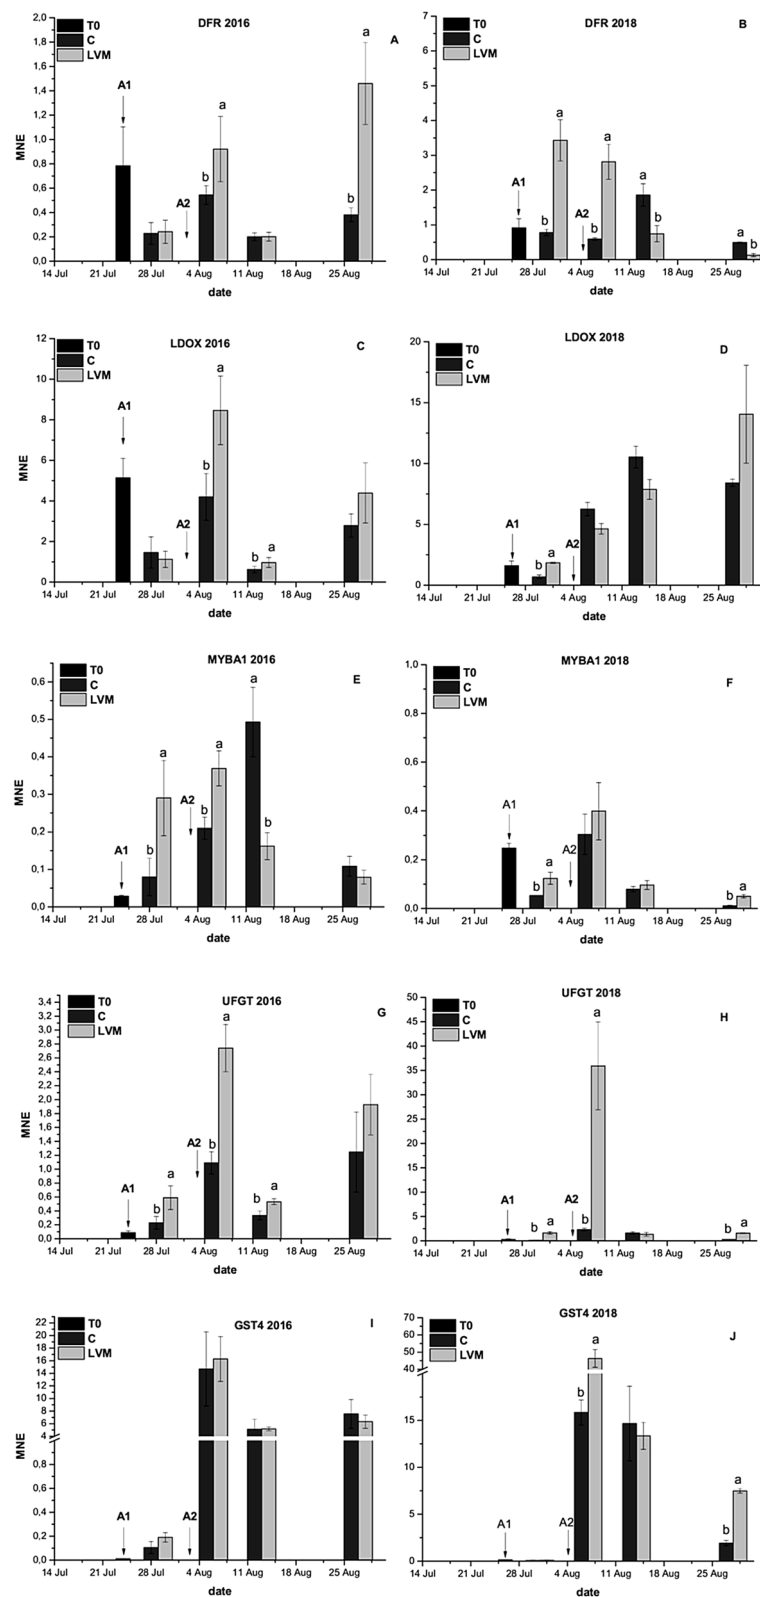 DFR 2016
A
T0
C
LVM
MNE
2,0
1,8
1,6
1,4
1,2
1,0
0,8
0,6
0,4
0,2
0,0
A1
A2
b
a
b
a
14 Jul 21 Jul 28 Jul 4 Aug 11 Aug 18 Aug 25 Aug
date
DFR 2018
B
T0
C
LVM
7
6
5
4
3
2
1
0
A1
A2
b
a
b
a
a
b
a
b
14 Jul 21 Jul 28 Jul 4 Aug 11 Aug 18 Aug 25 Aug
date
LDOX 2016
C
T0
C
LVM
MNE
12
10
8
6
4
2
0
A1
A2
b
a
b
a
14 Jul 21 Jul 28 Jul 4 Aug 11 Aug 18 Aug 25 Aug
date
LDOX 2018
D
T0
C
LVM
20
15
10
5
0
A1
A2
b
a
14 Jul 21 Jul 28 Jul 4 Aug 11 Aug 18 Aug 25 Aug
date
MYBA1 2016
E
T0
C
LVM
MNE
0,6
0,5
0,4
0,3
0,2
0,1
0,0
A1
A2
b
a
b
a
a
b
14 Jul 21 Jul 28 Jul 4 Aug 11 Aug 18 Aug 25 Aug
date
MYBA1 2018
F
T0
C
LVM
1,0
0,8
0,4
0,2
0,0
A1
A2
b
a
b
a
14 Jul 21 Jul 28 Jul 4 Aug 11 Aug 18 Aug 25 Aug
date
UFGT 2016
G
T0
C
LVM
MNE
3,4
3,2
3,0
2,8
2,6
2,4
2,2
2,0
1,8
1,6
1,4
1,2
1,0
0,8
0,6
0,4
0,2
0,0
A1
A2
b
a
b
a
b
a
14 Jul 21 Jul 28 Jul 4 Aug 11 Aug 18 Aug 25 Aug
date
UFGT 2018
H
T0
C
LVM
50
45
40
35
30
25
20
15
10
5
0
A1
A2
b
a
b
a
b
a
14 Jul 21 Jul 28 Jul 4 Aug 11 Aug 18 Aug 25 Aug
date
GST4 2016
I
T0
C
LVM
MNE
22
20
18
16
14
12
10
8
6
4
1,0
0,8
0,6
0,4
0,2
0,0
A1
A2
14 Jul 21 Jul 28 Jul 4 Aug 11 Aug 18 Aug 25 Aug
date
GST4 2018
J
T0
C
LVM
70
60
50
40
15
10
5
0
A1
A2
b
a
b
a
14 Jul 21 Jul 28 Jul 4 Aug 11 Aug 18 Aug 25 Aug
date